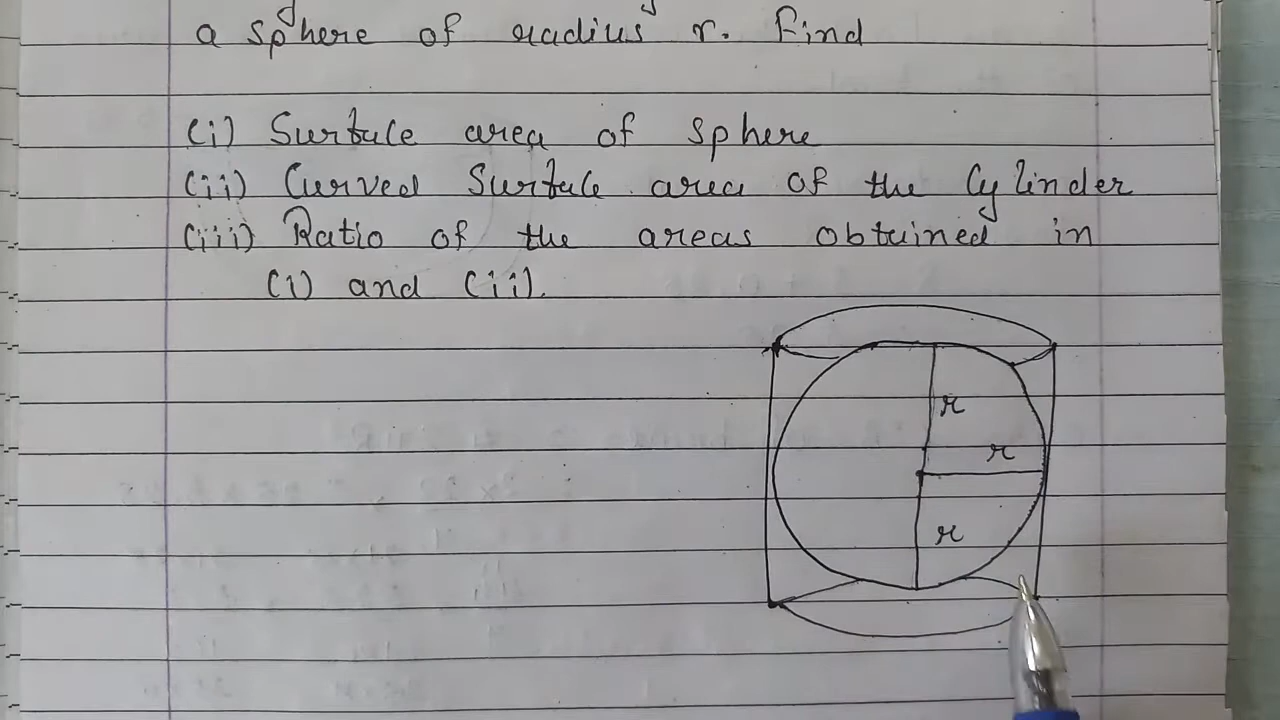 a sphere of radius r. Find
(i) Surface area of sphere
(ii) Curved Surface area of the Cylinder
(iii) Ratio of the areas obtained in
(i) and (ii).
r
r
r